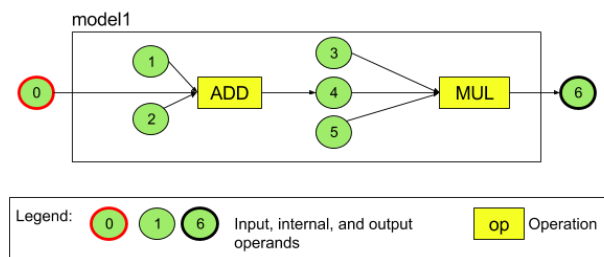 model1
1
3
0
ADD
4
MUL
6
2
5
Legend:
0
1
6
Input, internal, and output
operands
op
Operation